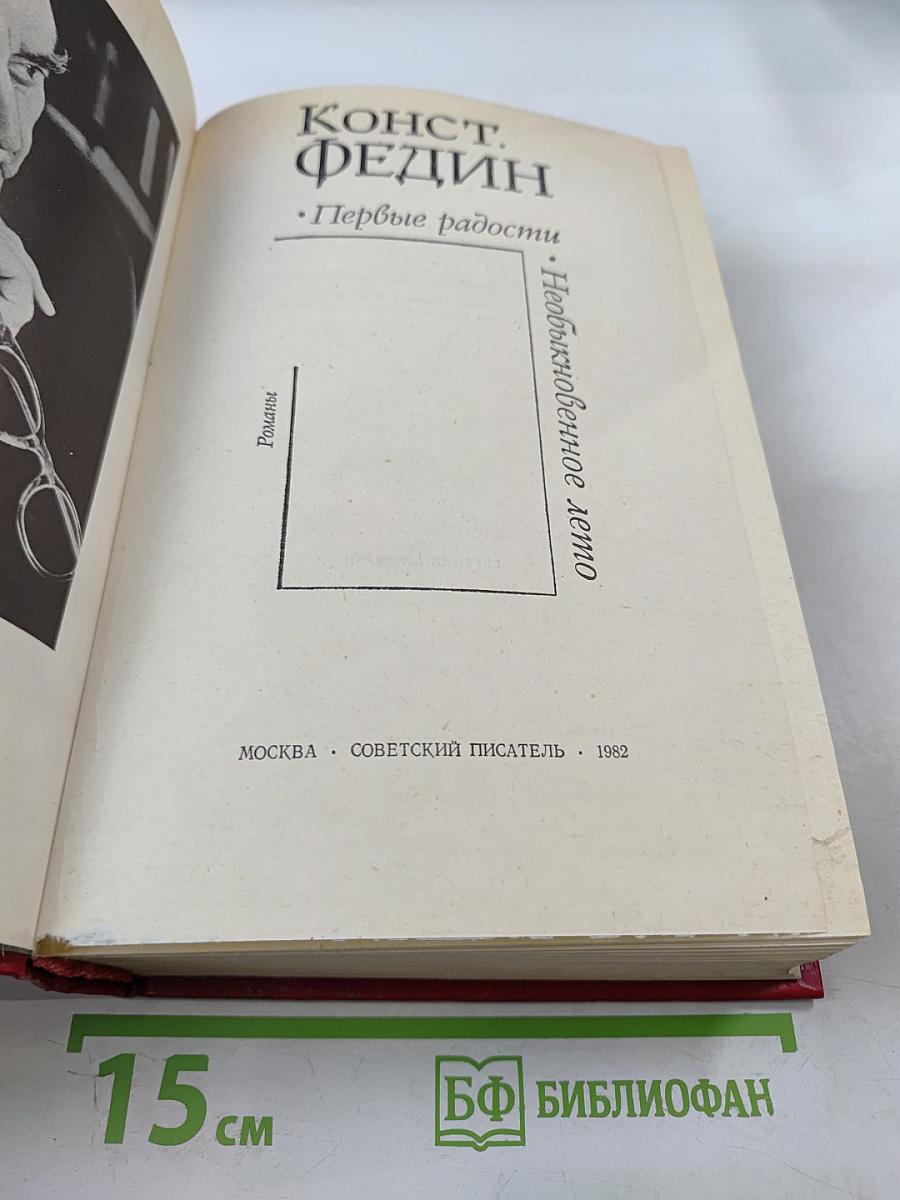 КОНСТ.
ФЕДИН
• Первые радости
• Необыкновенное лето
Романы
МОСКВА • СОВЕТСКИЙ ПИСАТЕЛЬ • 1982
15 см
БФ БИБЛИОФАН